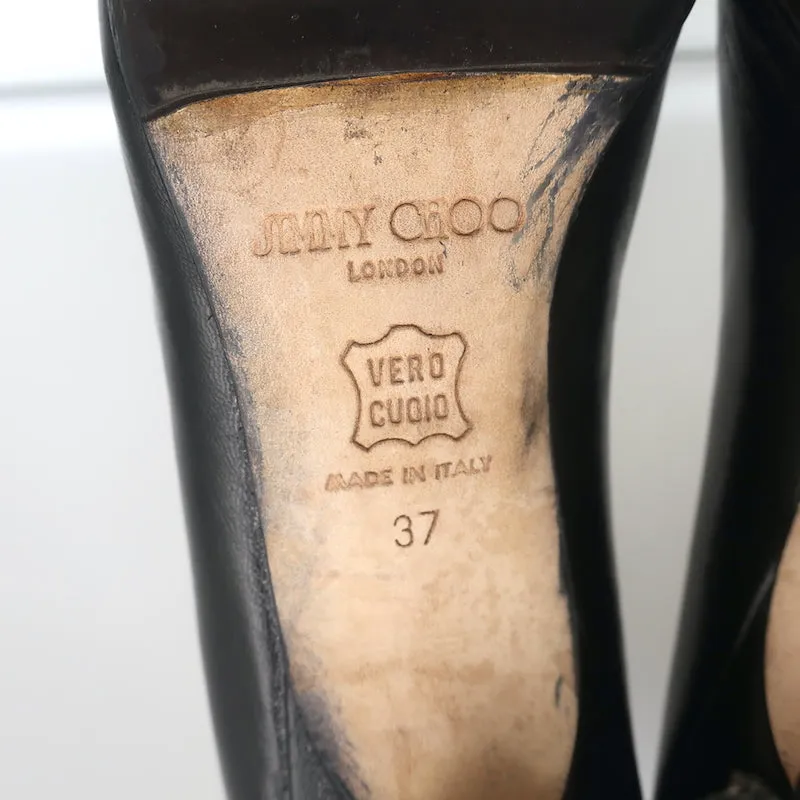 JIMMY CHOO
LONDON
VERO
CUOIO
MADE IN ITALY
37